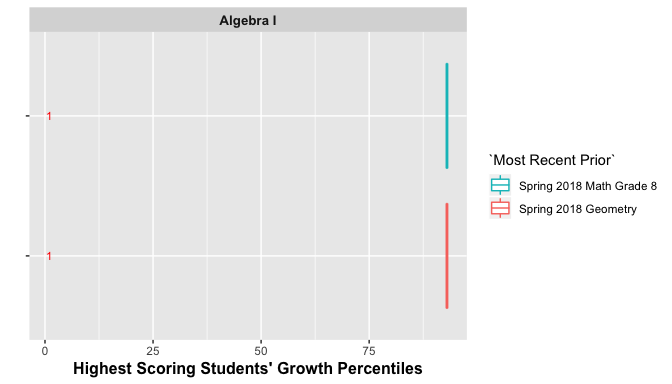 Algebra I
1
1
0 25 50 75
Highest Scoring Students' Growth Percentiles
`Most Recent Prior`
Spring 2018 Math Grade 8
Spring 2018 Geometry